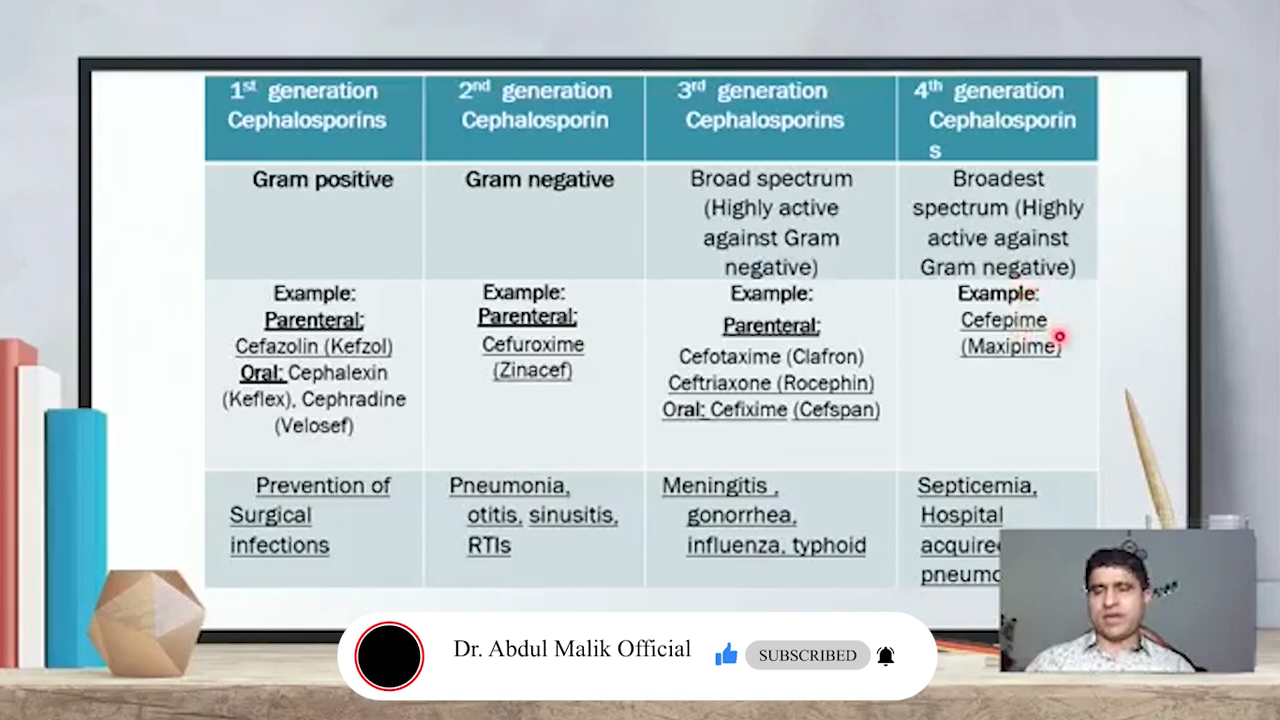 1st generation
Cephalosporins
2nd generation
Cephalosporin
3rd generation
Cephalosporins
4th generation
Cephalosporin
s
Gram positive
Gram negative
Broad spectrum
(Highly active
against Gram
negative)
Broadest
spectrum (Highly
active against
Gram negative)
Example:
Parenteral:
Cefazolin (Kefzol)
Oral: Cephalexin
(Keflex), Cephradine
(Velosef)
Example:
Parenteral:
Cefuroxime
(Zinacef)
Example:
Parenteral:
Cefotaxime (Clafron)
Ceftriaxone (Rocephin)
Oral: Cefixime (Cefspan)
Example:
Cefepime
(Maxipime)
Prevention of
Surgical
infections
Pneumonia,
otitis, sinusitis,
RTIs
Meningitis ,
gonorrhea,
influenza, typhoid
Septicemia,
Hospital
Dr. Abdul Malik Official
SUBSCRIBED